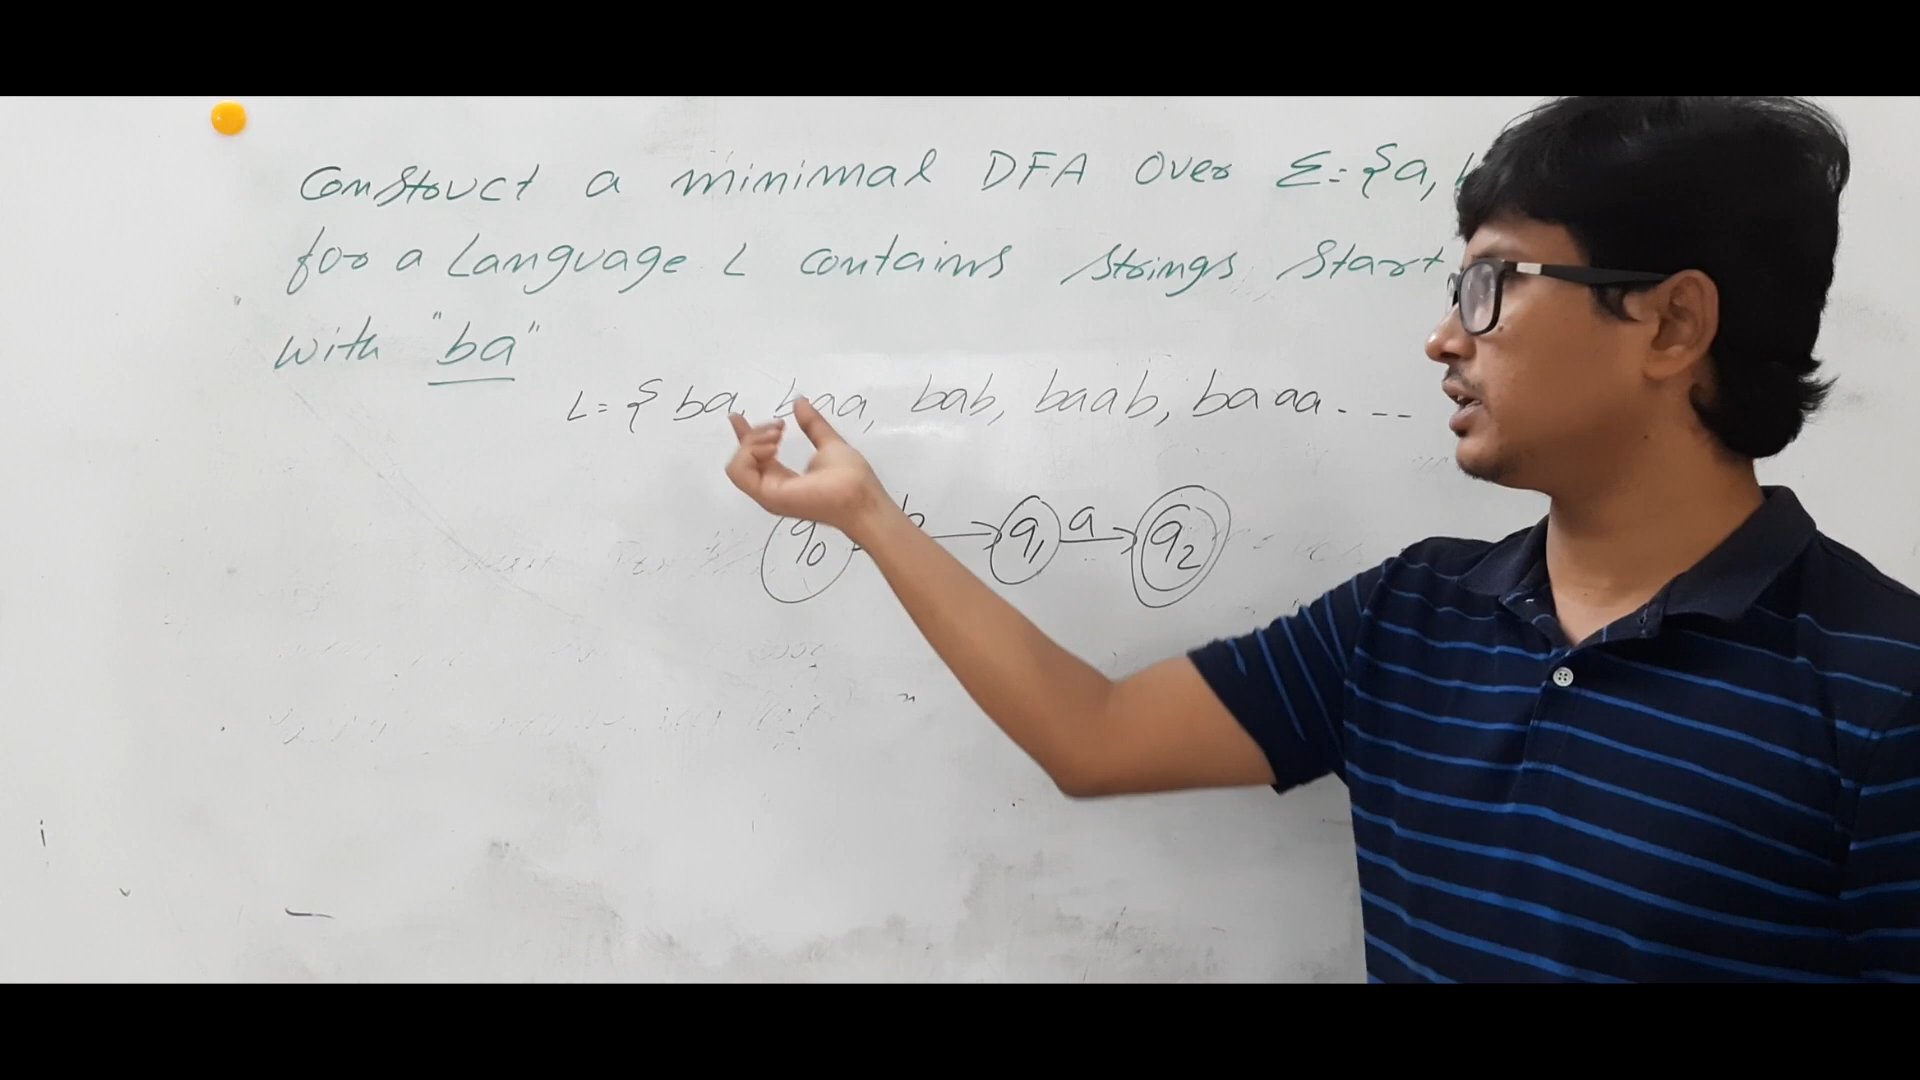 Construct a minimal DFA Over Σ={a,
for a Language L contains strings start
with "ba"
L={ ba, baa, bab, baab, baaa---
q0 b q1 a q2